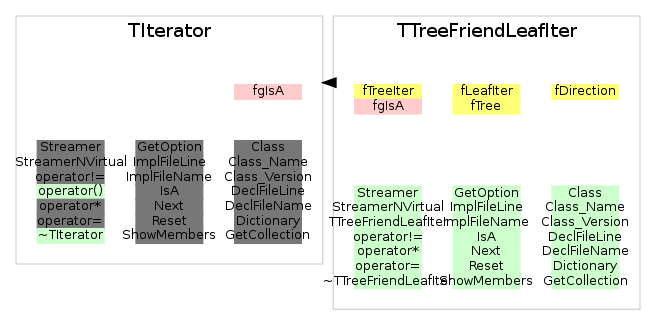 TIterator
fgIsA
Streamer GetOption Class
StreamerNVirtual ImplFileLine Class_Name
operator!= ImplFileName Class_Version
operator() IsA DeclFileLine
operator* Next DeclFileName
operator= Reset Dictionary
~TIterator ShowMembers GetCollection
TTreeFriendLeafIter
fTreeIter fLeafIter fDirection
fgIsA fTree
Streamer GetOption Class
StreamerNVirtual ImplFileLine Class_Name
TTreeFriendLeafIter ImplFileName Class_Version
operator!= IsA DeclFileLine
operator* Next DeclFileName
operator= Reset Dictionary
~TTreeFriendLeafIter ShowMembers GetCollection